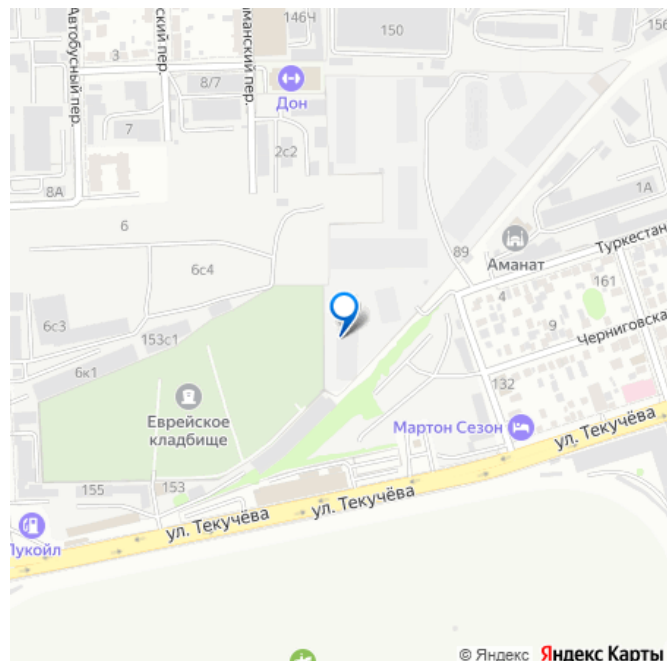 146Ч
150
156
Автобусный пер.
ский пер.
манский пер.
3
8/7
Дон
7
2с2
8А
1А
6
89
Аманат
Туркестан
6с4
161
4
6с3
153с1
9
Черниговска
6к1
132
Еврейское
кладбище
Мартон Сезон
ул. Текучёва
155
153
ул. Текучёва
ул. Текучёва
Лукойл
© Яндекс Яндекс Карты